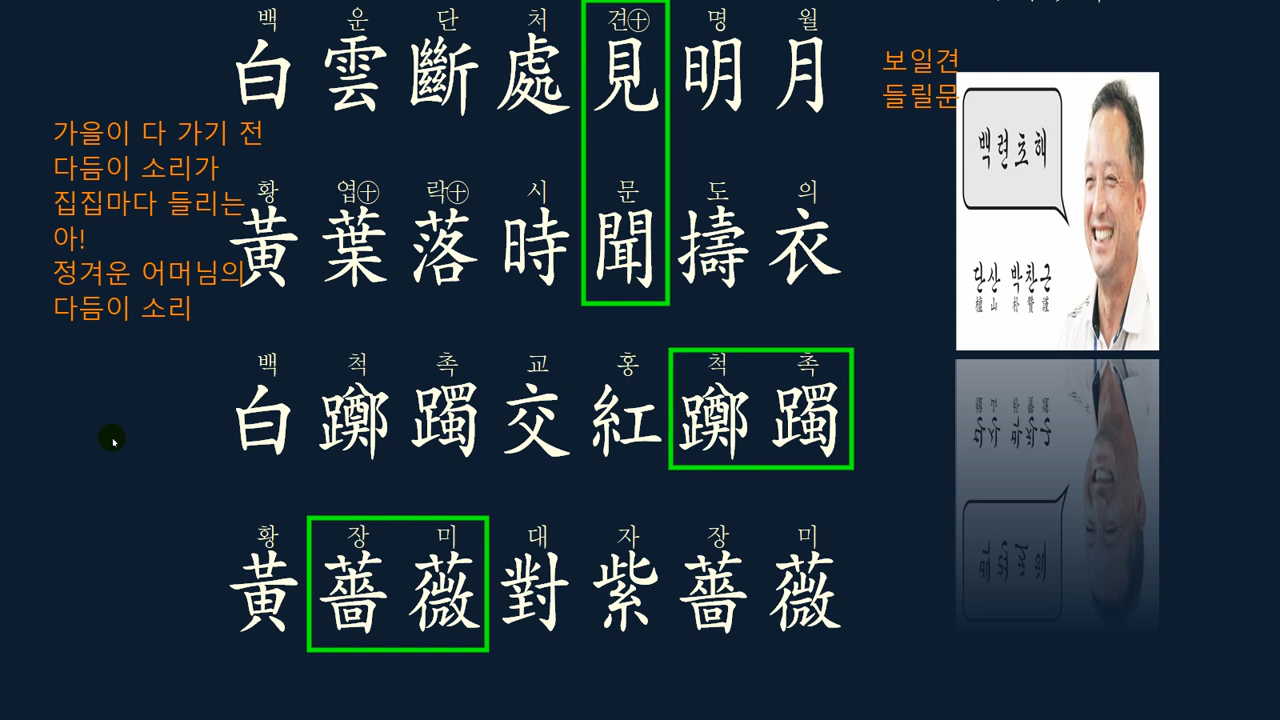 백 운 단 처 견㊉ 명 월
白 雲 斷 處 見 明 月
황 엽㊉ 락㊉ 시 문 도 의
黃 葉 落 時 聞 擣 衣
백 척 촉 교 홍 척 촉
白 躑 躅 交 紅 躑 躅
황 장 미 대 자 장 미
黃 薔 薇 對 紫 薔 薇
가을이 다 가기 전
다듬이 소리가
집집마다 들리는
아!
정겨운 어머님의
다듬이 소리
보일견
들릴문
백련초해
단산 박찬근
檀山 朴贊謹